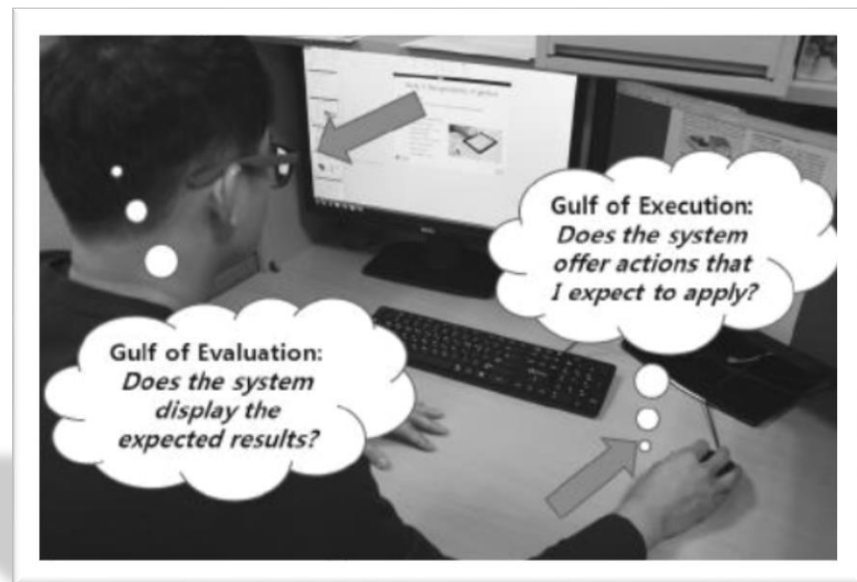 Gulf of Evaluation:
Does the system
display the
expected results?
Gulf of Execution:
Does the system
offer actions that
I expect to apply?